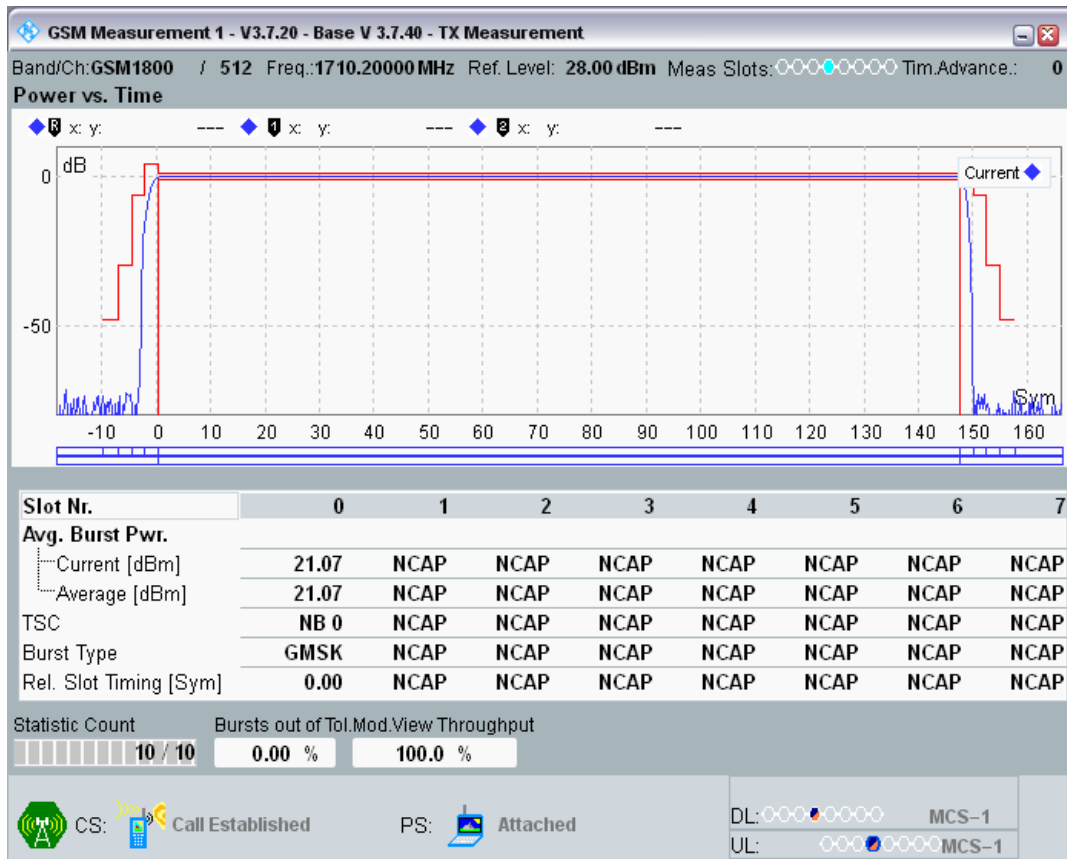 GSM Measurement 1 - V3.7.20 - Base V 3.7.40 - TX Measurement
Band/Ch:GSM1800 / 512 Freq.:1710.20000 MHz Ref. Level: 28.00 dBm Meas Slots: Tim.Advance.: 0
Power vs. Time
R x: y: --- 1 x: y: --- 2 x: y: ---
dB
0
Current
-50
Sym
-10 0 10 20 30 40 50 60 70 80 90 100 110 120 130 140 150 160
Slot Nr. 0 1 2 3 4 5 6 7
Avg. Burst Pwr.
Current [dBm] 21.07 NCAP NCAP NCAP NCAP NCAP NCAP NCAP
Average [dBm] 21.07 NCAP NCAP NCAP NCAP NCAP NCAP NCAP
TSC NB 0 NCAP NCAP NCAP NCAP NCAP NCAP NCAP
Burst Type GMSK NCAP NCAP NCAP NCAP NCAP NCAP NCAP
Rel. Slot Timing [Sym] 0.00 NCAP NCAP NCAP NCAP NCAP NCAP NCAP
Statistic Count Bursts out of Tol.Mod.View Throughput
10 / 10 0.00 % 100.0 %
CS: Call Established PS: Attached
DL: MCS-1
UL: MCS-1